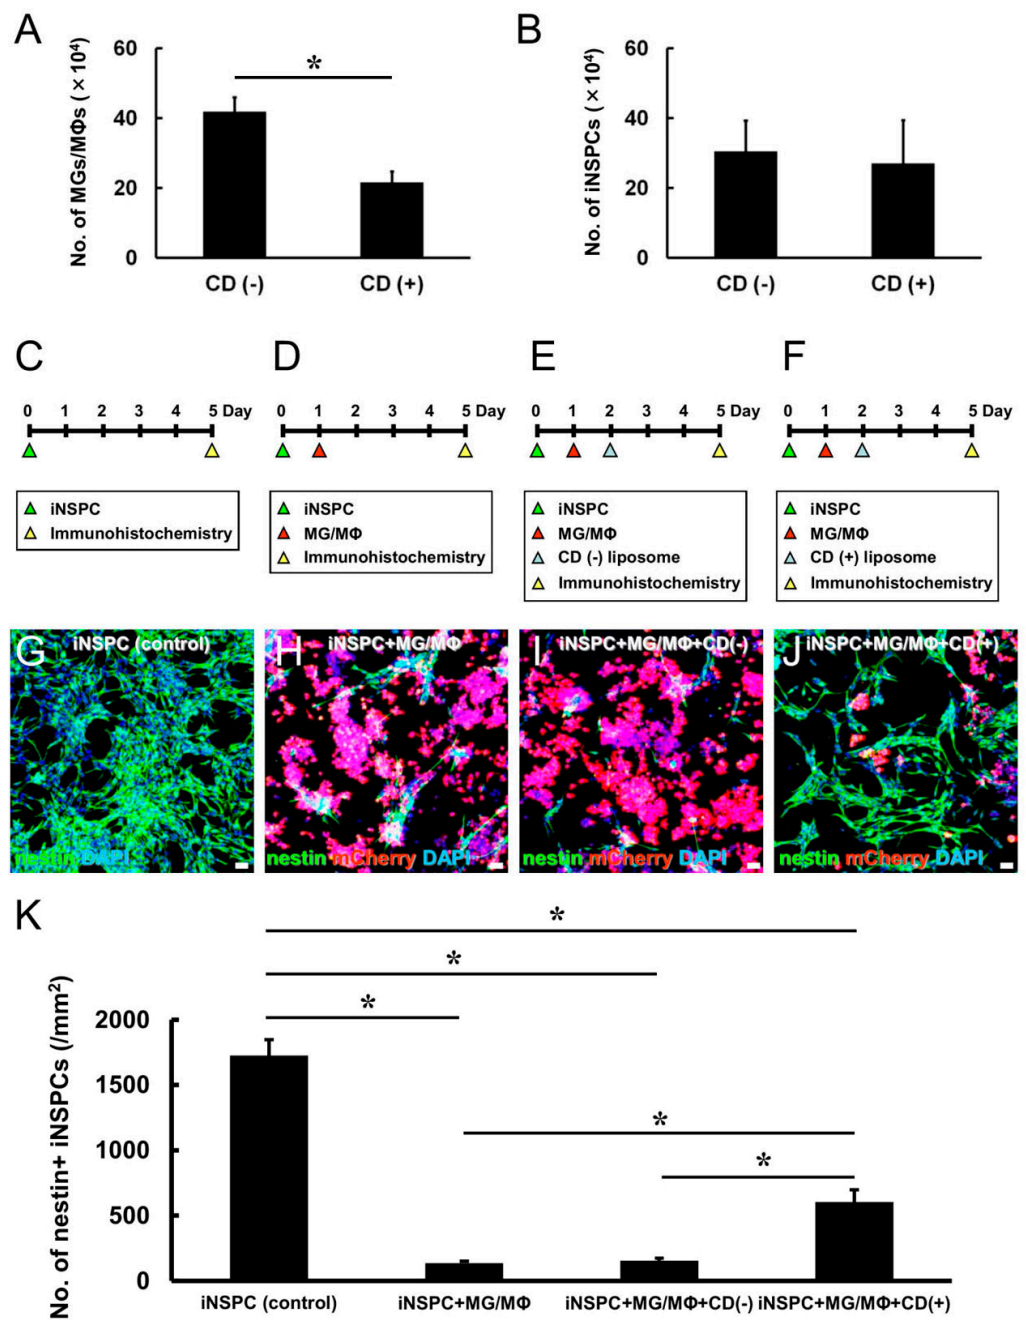 A
No. of MGs/MΦs (×10⁴)
60
40
20
0
*
CD (-)
CD (+)
B
No. of iNSPCs (×10⁴)
60
40
20
0
CD (-)
CD (+)
C
0 1 2 3 4 5 Day
iNSPC
Immunohistochemistry
D
0 1 2 3 4 5 Day
iNSPC
MG/MΦ
Immunohistochemistry
E
0 1 2 3 4 5 Day
iNSPC
MG/MΦ
CD (-) liposome
Immunohistochemistry
F
0 1 2 3 4 5 Day
iNSPC
MG/MΦ
CD (+) liposome
Immunohistochemistry
G iNSPC (control)
nestin DAPI
H iNSPC+MG/MΦ
nestin mCherry DAPI
I iNSPC+MG/MΦ+CD(-)
nestin mCherry DAPI
J iNSPC+MG/MΦ+CD(+)
nestin mCherry DAPI
K
No. of nestin+ iNSPCs (/mm²)
2000
1500
1000
500
0
*
*
*
*
*
iNSPC (control)
iNSPC+MG/MΦ
iNSPC+MG/MΦ+CD(-)
iNSPC+MG/MΦ+CD(+)